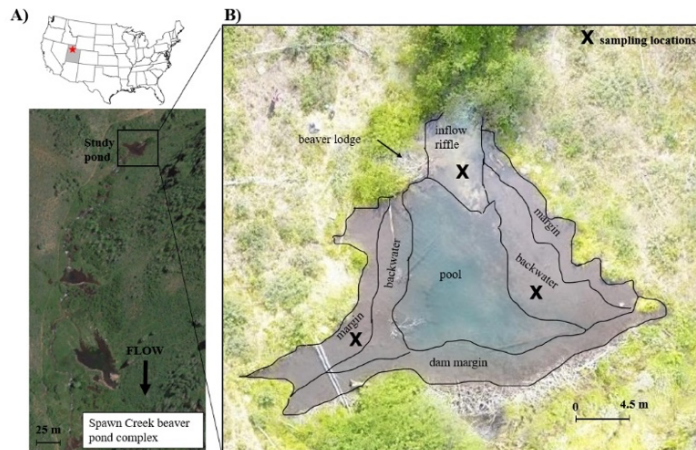 A)
Study
pond
FLOW
25 m
Spawn Creek beaver
pond complex
B)
X sampling locations
beaver lodge
inflow
riffle
X
margin
backwater
backwater
pool
X
margin
X
dam margin
0 4.5 m